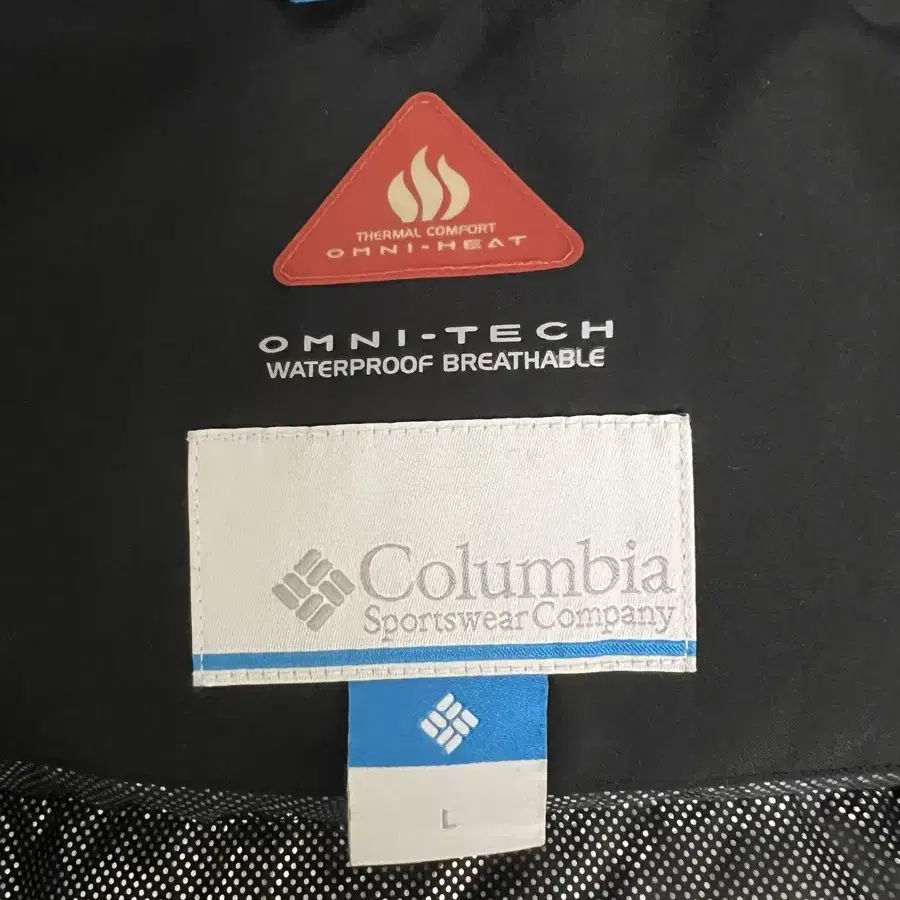 THERMAL COMFORT
OMNI-HEAT
OMNI-TECH
WATERPROOF BREATHABLE
Columbia
Sportswear Company
L